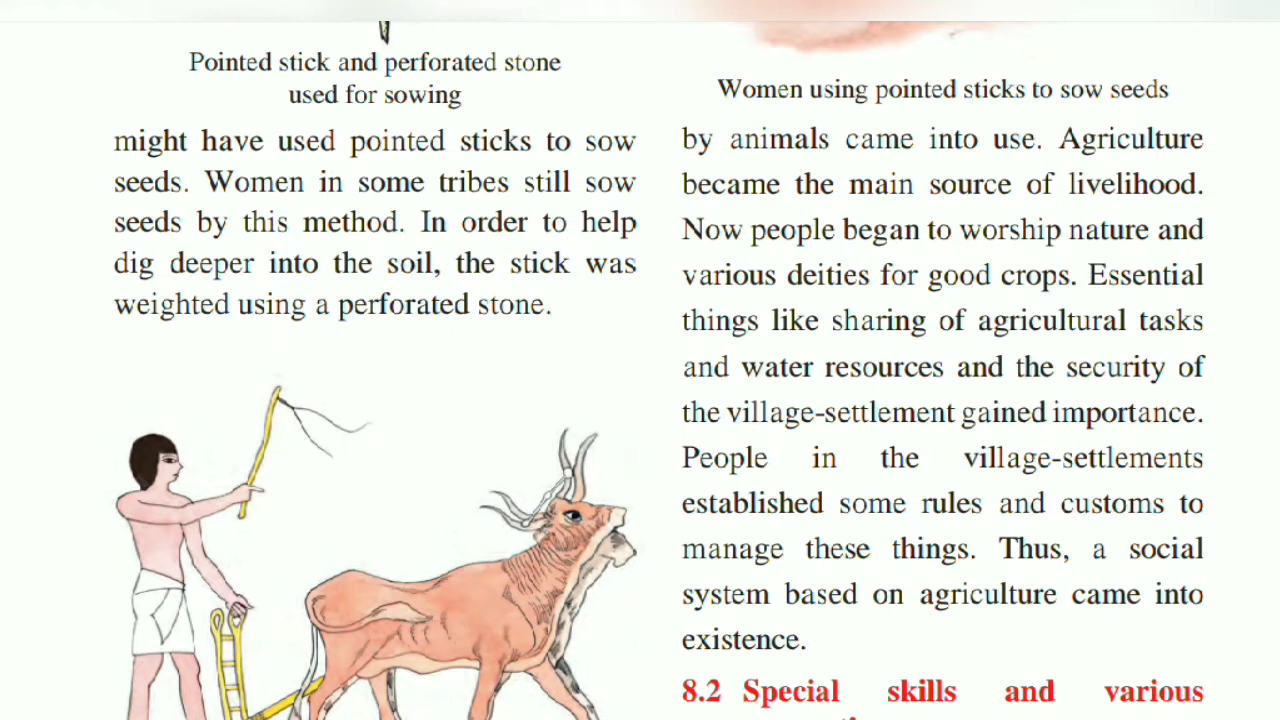 Pointed stick and perforated stone
used for sowing
might have used pointed sticks to sow
seeds. Women in some tribes still sow
seeds by this method. In order to help
dig deeper into the soil, the stick was
weighted using a perforated stone.
Women using pointed sticks to sow seeds
by animals came into use. Agriculture
became the main source of livelihood.
Now people began to worship nature and
various deities for good crops. Essential
things like sharing of agricultural tasks
and water resources and the security of
the village-settlement gained importance.
People in the village-settlements
established some rules and customs to
manage these things. Thus, a social
system based on agriculture came into
existence.
8.2 Special skills and various